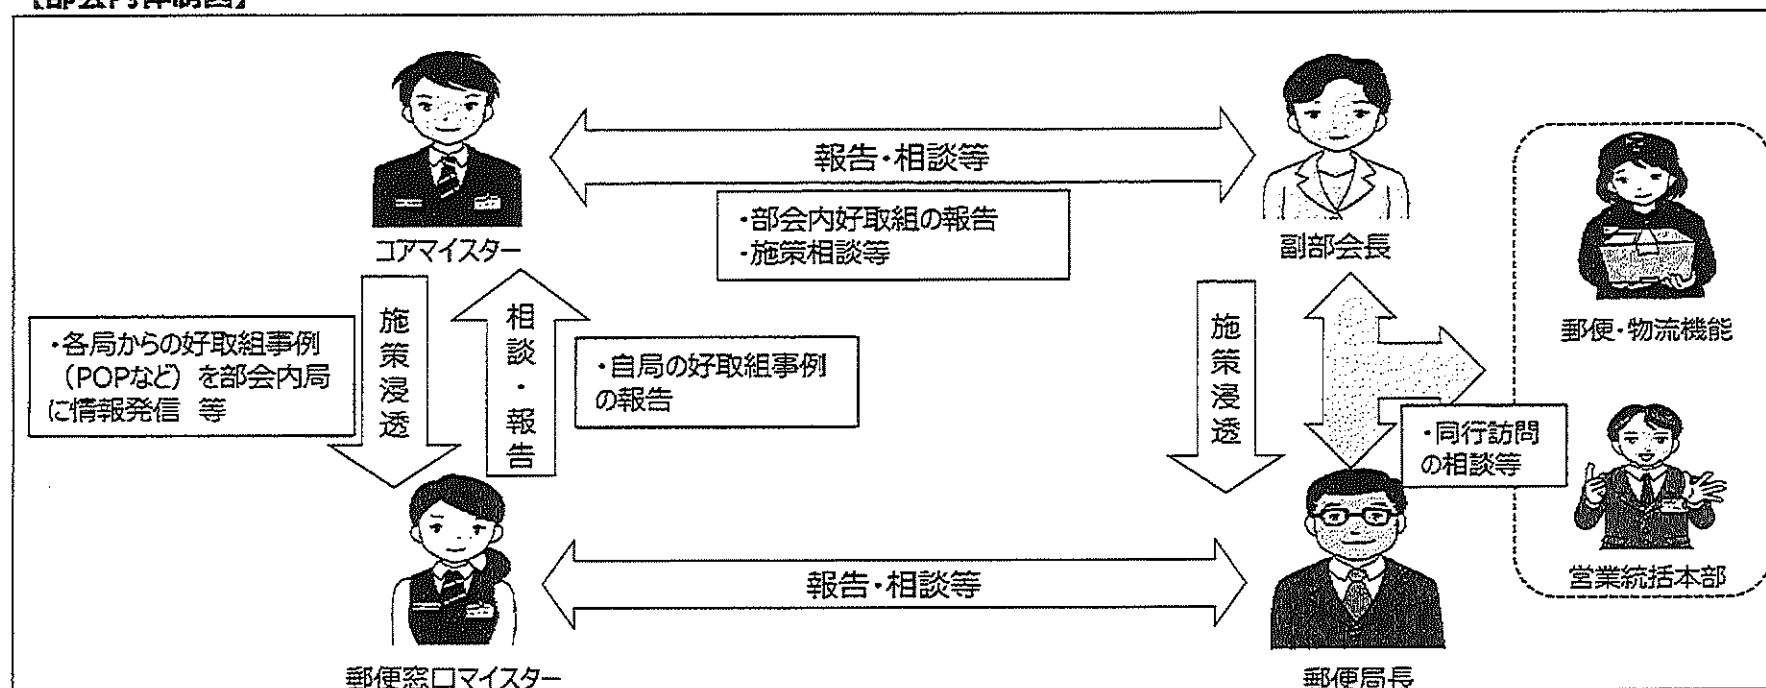 【部会内体制図】
報告・相談等
・部会内好取組の報告
・施策相談等
コアマイスター
副部会長
郵便・物流機能
施策浸透
相談・報告
施策浸透
・各局からの好取組事例
（POPなど）を部会内局
に情報発信 等
・自局の好取組事例
の報告
・同行訪問
の相談等
営業統括本部
報告・相談等
郵便窓口マイスター
郵便局長